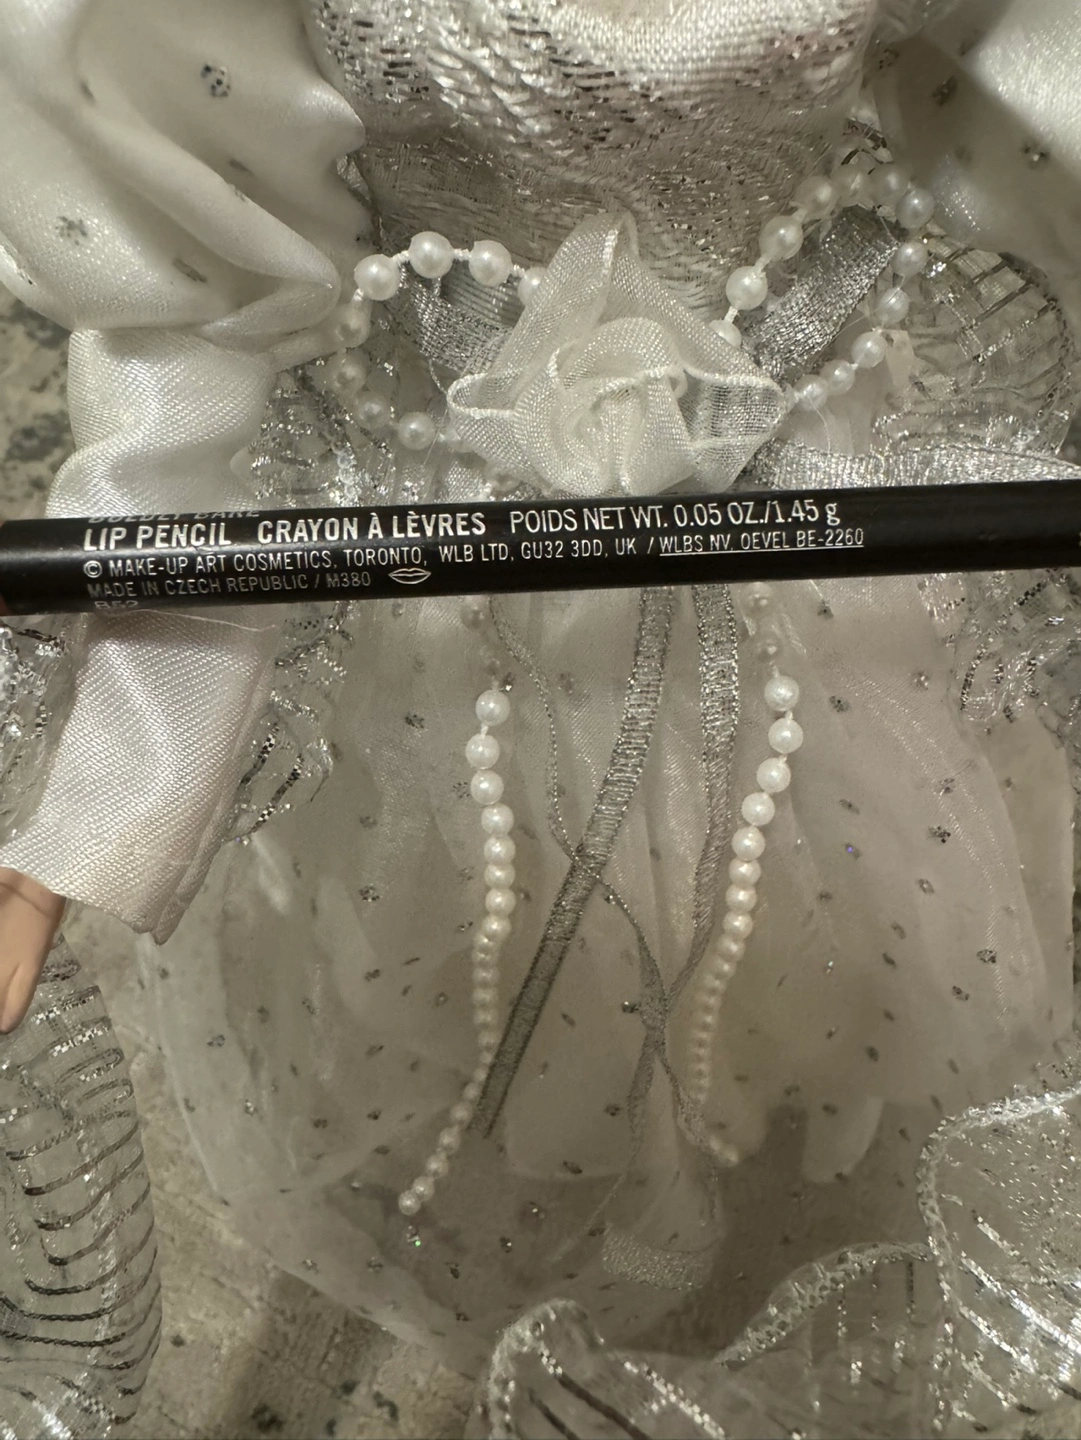 LIP PENCIL CRAYON À LÈVRES POIDS NET WT. 0.05 OZ./1.45 g
© MAKE-UP ART COSMETICS, TORONTO, WLB LTD, GU32 3DD, UK / WLBS NV, OEVEL BE-2260
MADE IN CZECH REPUBLIC / M380